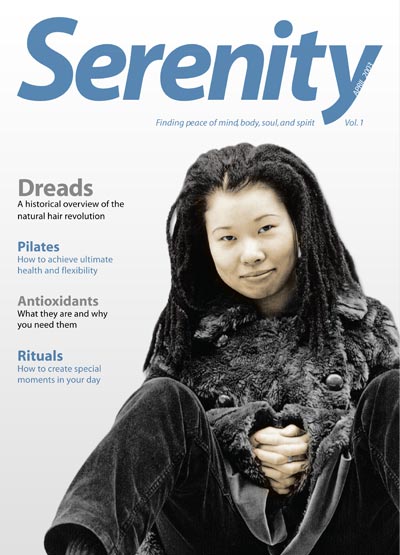 Serenity
APRIL 2003
Finding peace of mind, body, soul, and spirit Vol. 1
Dreads
A historical overview of the
natural hair revolution
Pilates
How to achieve ultimate
health and flexibility
Antioxidants
What they are and why
you need them
Rituals
How to create special
moments in your day